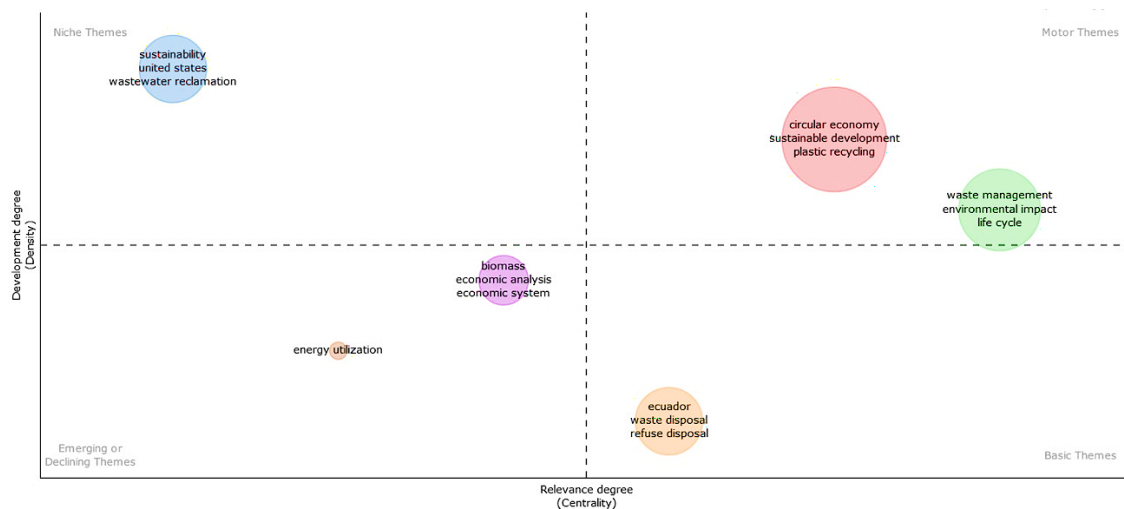 Niche Themes
Motor Themes
sustainability
united states
wastewater reclamation
circular economy
sustainable development
plastic recycling
waste management
environmental impact
life cycle
Development degree
(Density)
biomass
economic analysis
economic system
energy utilization
ecuador
waste disposal
refuse disposal
Emerging or
Declining Themes
Basic Themes
Relevance degree
(Centrality)